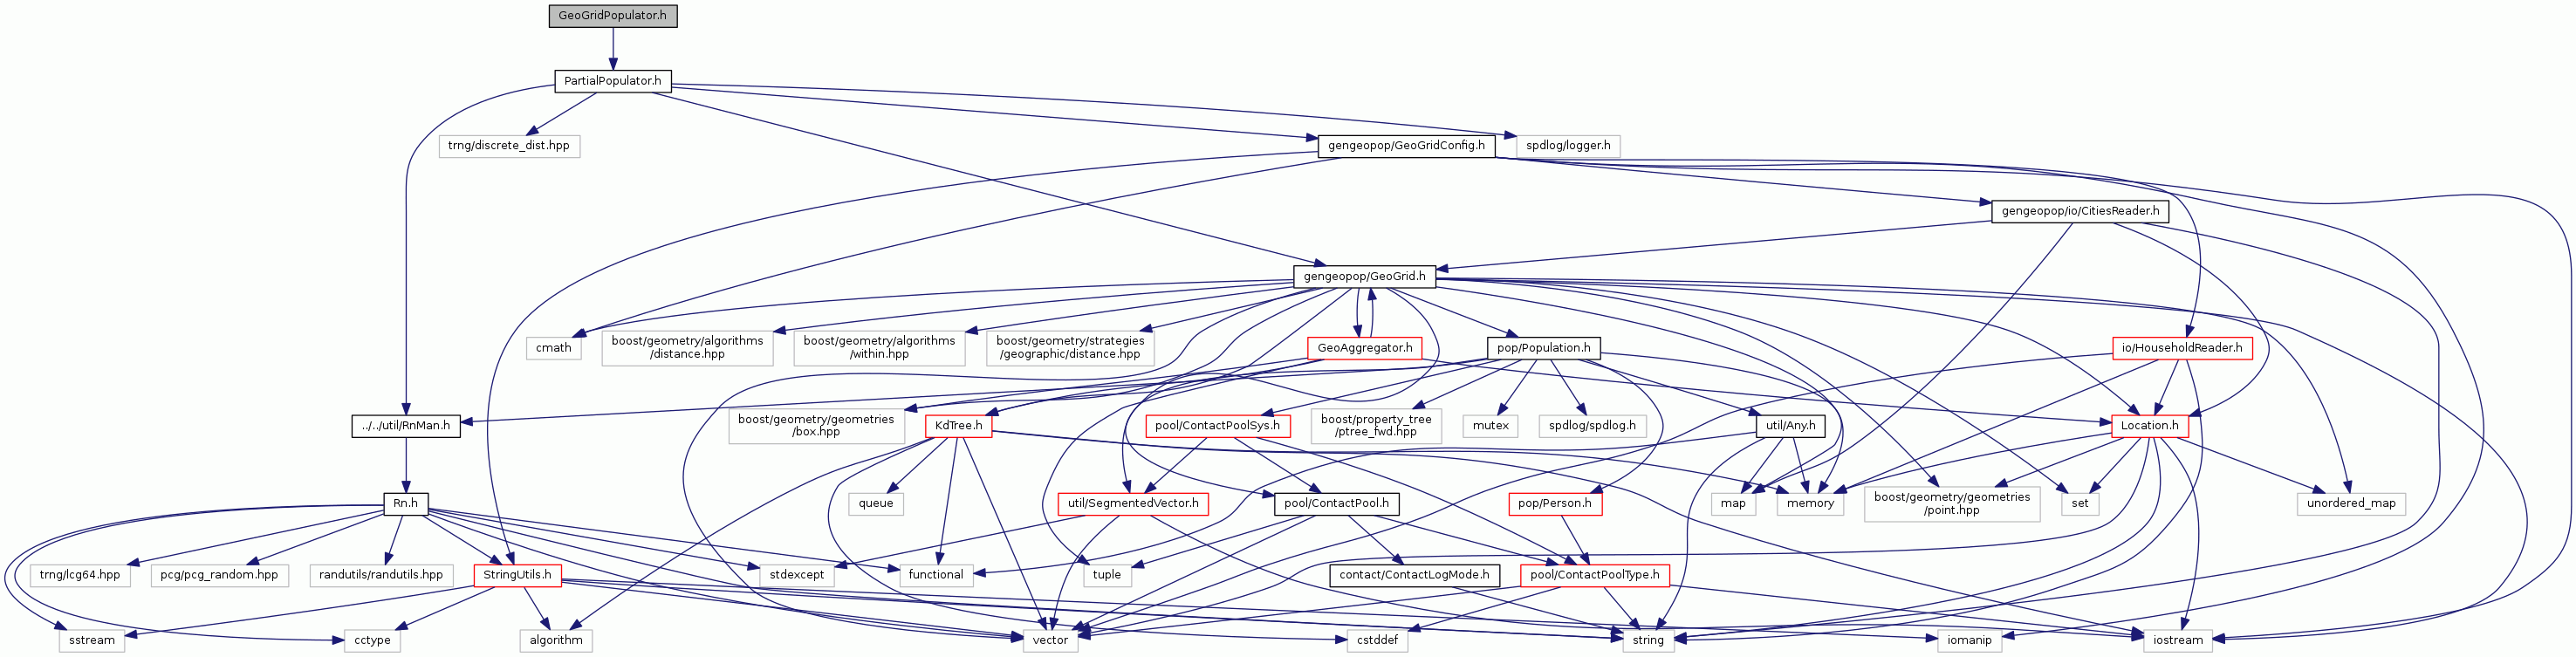 GeoGridPopulator.h
PartialPopulator.h
trng/discrete_dist.hpp
gengeopop/GeoGridConfig.h
spdlog/logger.h
gengeopop/io/CitiesReader.h
gengeopop/GeoGrid.h
cmath
boost/geometry/algorithms
/distance.hpp
boost/geometry/algorithms
/within.hpp
boost/geometry/strategies
/geographic/distance.hpp
GeoAggregator.h
pop/Population.h
io/HouseholdReader.h
../../util/RnMan.h
boost/geometry/geometries
/box.hpp
KdTree.h
pool/ContactPoolSys.h
boost/property_tree
/ptree_fwd.hpp
mutex
spdlog/spdlog.h
util/Any.h
Location.h
Rn.h
queue
util/SegmentedVector.h
pool/ContactPool.h
pop/Person.h
map
memory
boost/geometry/geometries
/point.hpp
set
unordered_map
trng/lcg64.hpp
pcg/pcg_random.hpp
randutils/randutils.hpp
StringUtils.h
stdexcept
functional
tuple
contact/ContactLogMode.h
pool/ContactPoolType.h
sstream
cctype
algorithm
vector
cstddef
string
iomanip
iostream